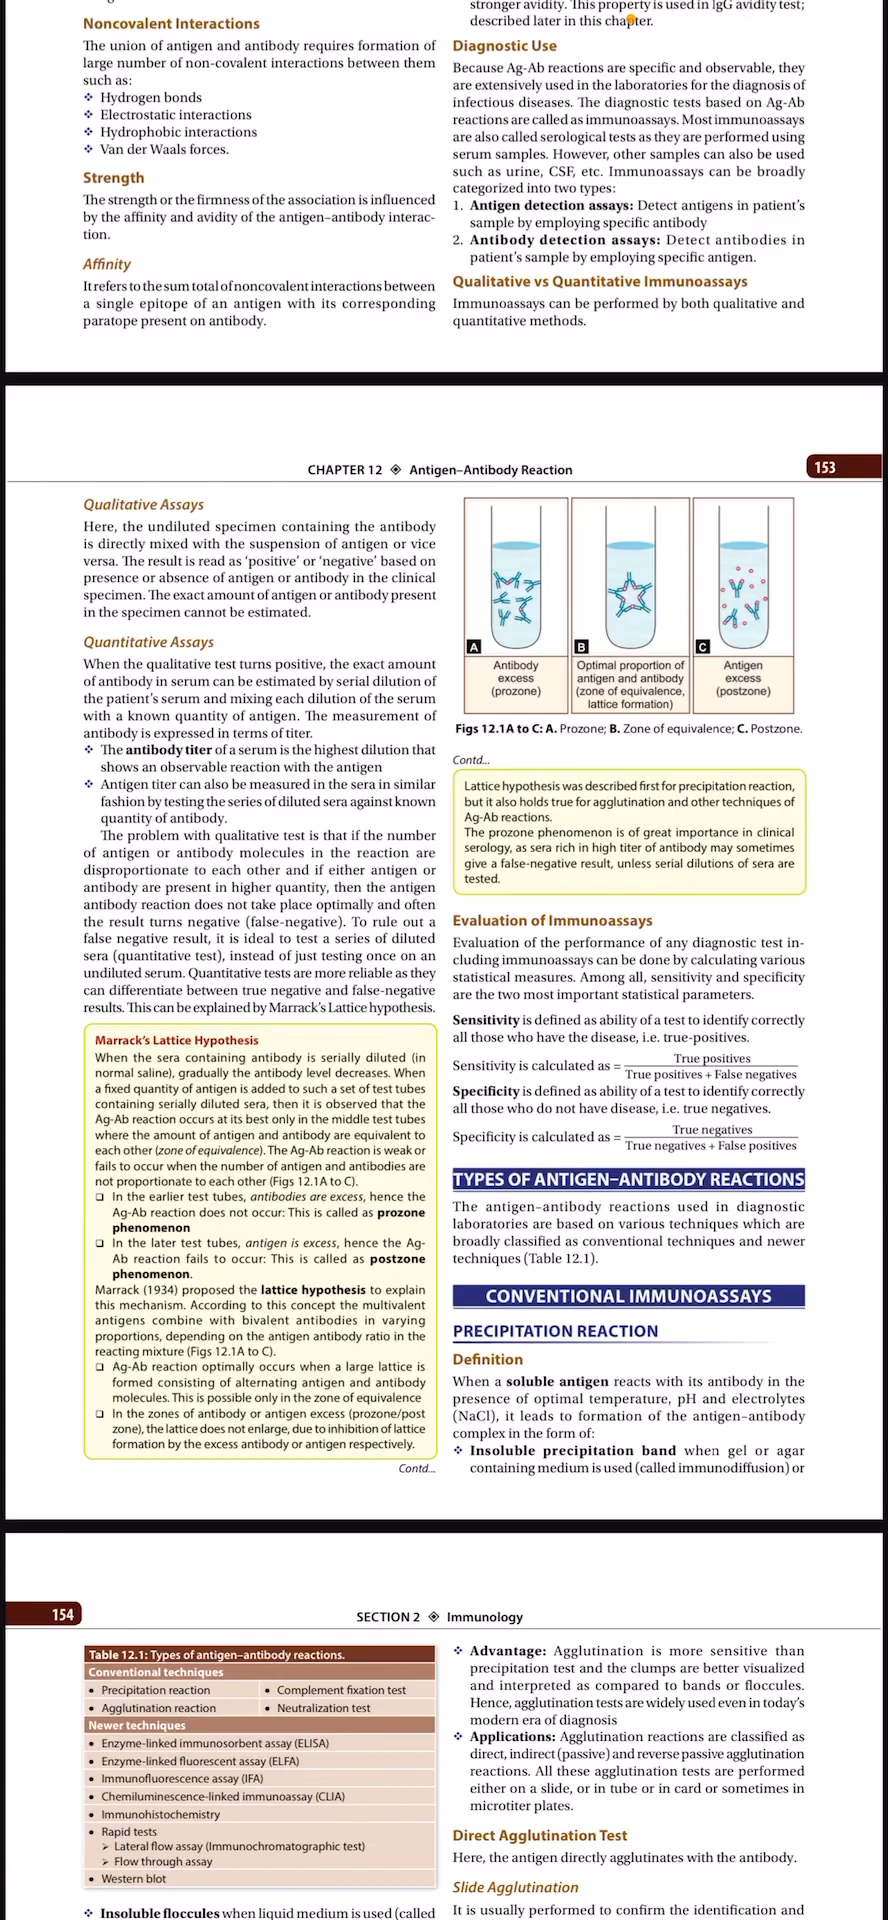 Noncovalent Interactions
The union of antigen and antibody requires formation of
large number of non-covalent interactions between them
such as:
❖ Hydrogen bonds
❖ Electrostatic interactions
❖ Hydrophobic interactions
❖ Van der Waals forces.
Strength
The strength or the firmness of the association is influenced
by the affinity and avidity of the antigen–antibody interac-
tion.
Affinity
It refers to the sum total of noncovalent interactions between
a single epitope of an antigen with its corresponding
paratope present on antibody.
stronger avidity. This property is used in IgG avidity test;
described later in this chapter.
Diagnostic Use
Because Ag-Ab reactions are specific and observable, they
are extensively used in the laboratories for the diagnosis of
infectious diseases. The diagnostic tests based on Ag-Ab
reactions are called as immunoassays. Most immunoassays
are also called serological tests as they are performed using
serum samples. However, other samples can also be used
such as urine, CSF, etc. Immunoassays can be broadly
categorized into two types:
1. Antigen detection assays: Detect antigens in patient's
sample by employing specific antibody
2. Antibody detection assays: Detect antibodies in
patient's sample by employing specific antigen.
Qualitative vs Quantitative Immunoassays
Immunoassays can be performed by both qualitative and
quantitative methods.
CHAPTER 12 ◈ Antigen–Antibody Reaction
153
Qualitative Assays
Here, the undiluted specimen containing the antibody
is directly mixed with the suspension of antigen or vice
versa. The result is read as 'positive' or 'negative' based on
presence or absence of antigen or antibody in the clinical
specimen. The exact amount of antigen or antibody present
in the specimen cannot be estimated.
Quantitative Assays
When the qualitative test turns positive, the exact amount
of antibody in serum can be estimated by serial dilution of
the patient's serum and mixing each dilution of the serum
with a known quantity of antigen. The measurement of
antibody is expressed in terms of titer.
❖ The antibody titer of a serum is the highest dilution that
shows an observable reaction with the antigen
❖ Antigen titer can also be measured in the sera in similar
fashion by testing the series of diluted sera against known
quantity of antibody.
The problem with qualitative test is that if the number
of antigen or antibody molecules in the reaction are
disproportionate to each other and if either antigen or
antibody are present in higher quantity, then the antigen
antibody reaction does not take place optimally and often
the result turns negative (false-negative). To rule out a
false negative result, it is ideal to test a series of diluted
sera (quantitative test), instead of just testing once on an
undiluted serum. Quantitative tests are more reliable as they
can differentiate between true negative and false-negative
results. This can be explained by Marrack's Lattice hypothesis.
Marrack's Lattice Hypothesis
When the sera containing antibody is serially diluted (in
normal saline), gradually the antibody level decreases. When
a fixed quantity of antigen is added to such a set of test tubes
containing serially diluted sera, then it is observed that the
Ag-Ab reaction occurs at its best only in the middle test tubes
where the amount of antigen and antibody are equivalent to
each other (zone of equivalence). The Ag-Ab reaction is weak or
fails to occur when the number of antigen and antibodies are
not proportionate to each other (Figs 12.1A to C).
❑ In the earlier test tubes, antibodies are excess, hence the
Ag-Ab reaction does not occur: This is called as prozone
phenomenon
❑ In the later test tubes, antigen is excess, hence the Ag-
Ab reaction fails to occur: This is called as postzone
phenomenon.
Marrack (1934) proposed the lattice hypothesis to explain
this mechanism. According to this concept the multivalent
antigens combine with bivalent antibodies in varying
proportions, depending on the antigen antibody ratio in the
reacting mixture (Figs 12.1A to C).
❑ Ag-Ab reaction optimally occurs when a large lattice is
formed consisting of alternating antigen and antibody
molecules. This is possible only in the zone of equivalence
❑ In the zones of antibody or antigen excess (prozone/post
zone), the lattice does not enlarge, due to inhibition of lattice
formation by the excess antibody or antigen respectively.
Contd...
A
B
C
Antibody
excess
(prozone)
Optimal proportion of
antigen and antibody
(zone of equivalence,
lattice formation)
Antigen
excess
(postzone)
Figs 12.1A to C: A. Prozone; B. Zone of equivalence; C. Postzone.
Contd...
Lattice hypothesis was described first for precipitation reaction,
but it also holds true for agglutination and other techniques of
Ag-Ab reactions.
The prozone phenomenon is of great importance in clinical
serology, as sera rich in high titer of antibody may sometimes
give a false-negative result, unless serial dilutions of sera are
tested.
Evaluation of Immunoassays
Evaluation of the performance of any diagnostic test in-
cluding immunoassays can be done by calculating various
statistical measures. Among all, sensitivity and specificity
are the two most important statistical parameters.
Sensitivity is defined as ability of a test to identify correctly
all those who have the disease, i.e. true-positives.
Sensitivity is calculated as = True positives
True positives + False negatives
Specificity is defined as ability of a test to identify correctly
all those who do not have disease, i.e. true negatives.
Specificity is calculated as = True negatives
True negatives + False positives
TYPES OF ANTIGEN–ANTIBODY REACTIONS
The antigen–antibody reactions used in diagnostic
laboratories are based on various techniques which are
broadly classified as conventional techniques and newer
techniques (Table 12.1).
CONVENTIONAL IMMUNOASSAYS
PRECIPITATION REACTION
Definition
When a soluble antigen reacts with its antibody in the
presence of optimal temperature, pH and electrolytes
(NaCl), it leads to formation of the antigen–antibody
complex in the form of:
❖ Insoluble precipitation band when gel or agar
containing medium is used (called immunodiffusion) or
154
SECTION 2 ◈ Immunology
Table 12.1: Types of antigen–antibody reactions.
Conventional techniques
• Precipitation reaction • Complement fixation test
• Agglutination reaction • Neutralization test
Newer techniques
• Enzyme-linked immunosorbent assay (ELISA)
• Enzyme-linked fluorescent assay (ELFA)
• Immunofluorescence assay (IFA)
• Chemiluminescence-linked immunoassay (CLIA)
• Immunohistochemistry
• Rapid tests
➢ Lateral flow assay (Immunochromatographic test)
➢ Flow through assay
• Western blot
❖ Insoluble floccules when liquid medium is used (called
❖ Advantage: Agglutination is more sensitive than
precipitation test and the clumps are better visualized
and interpreted as compared to bands or floccules.
Hence, agglutination tests are widely used even in today's
modern era of diagnosis
❖ Applications: Agglutination reactions are classified as
direct, indirect (passive) and reverse passive agglutination
reactions. All these agglutination tests are performed
either on a slide, or in tube or in card or sometimes in
microtiter plates.
Direct Agglutination Test
Here, the antigen directly agglutinates with the antibody.
Slide Agglutination
It is usually performed to confirm the identification and